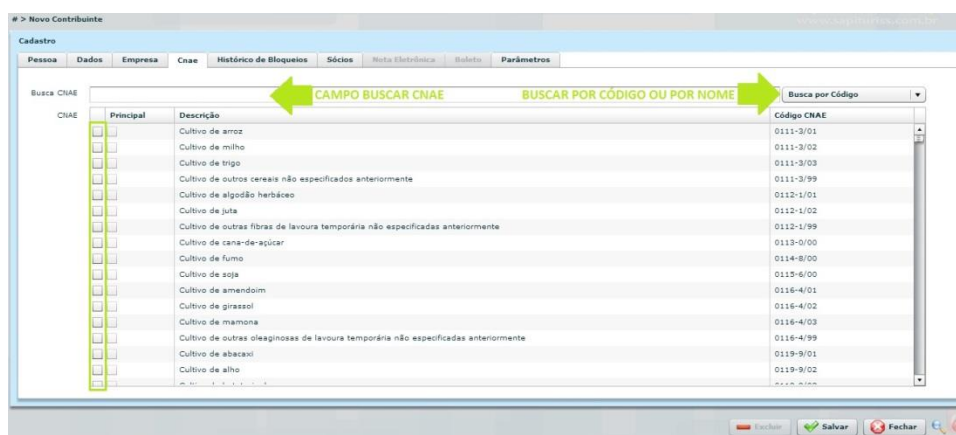 # > Novo Contribuinte
Cadastro
Pessoa Dados Empresa Cnae Histórico de Bloqueios Sócios Nota Eletrônica Boleto Parâmetros
Busca CNAE CAMPO BUSCAR CNAE BUSCAR POR CÓDIGO OU POR NOME Busca por Código
CNAE Principal Descrição Código CNAE
Cultivo de arroz 0111-3/01
Cultivo de milho 0111-3/02
Cultivo de trigo 0111-3/03
Cultivo de outros cereais não especificados anteriormente 0111-3/99
Cultivo de algodão herbáceo 0112-1/01
Cultivo de juta 0112-1/02
Cultivo de outras fibras de lavoura temporária não especificadas anteriormente 0112-1/99
Cultivo de cana-de-açúcar 0113-0/00
Cultivo de fumo 0114-8/00
Cultivo de soja 0115-6/00
Cultivo de amendoim 0116-4/01
Cultivo de girassol 0116-4/02
Cultivo de mamona 0116-4/03
Cultivo de outras oleaginosas de lavoura temporária não especificadas anteriormente 0116-4/99
Cultivo de abacaxi 0119-9/01
Cultivo de alho 0119-9/02
Excluir Salvar Fechar